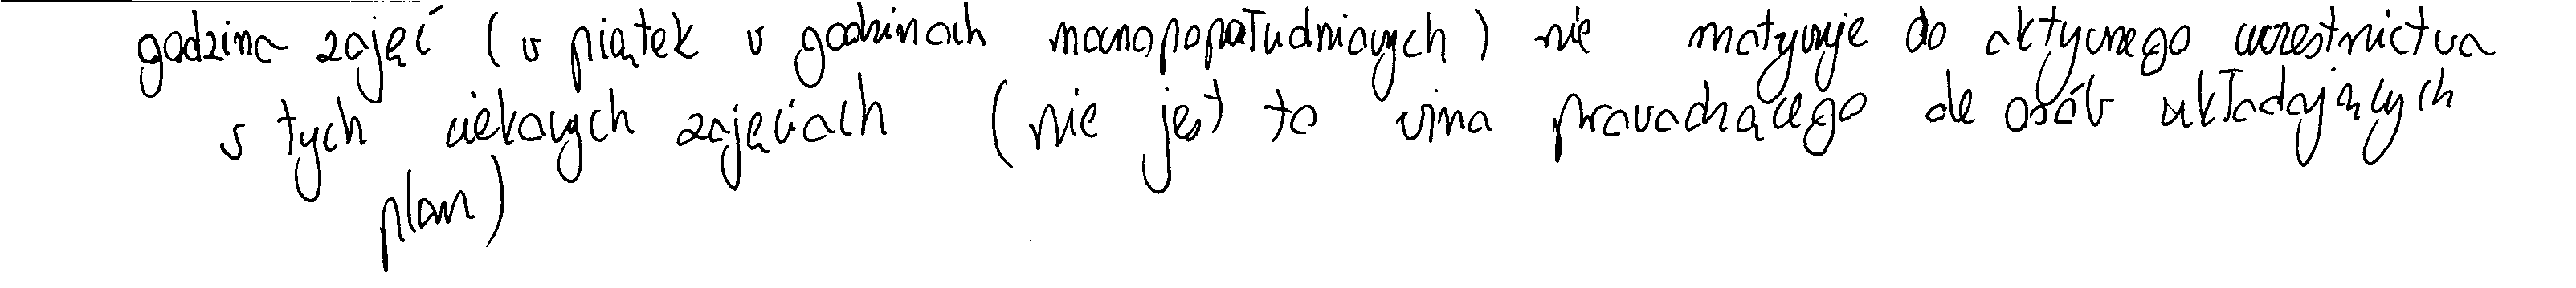 godzina zajęć (w piątek w godzinach mocnopopołudniowych) nie motywuje do aktywnego uczestnictwa
w tych ciekawych zajęciach (nie jest to wina prowadzącego ale osób układających
plan)